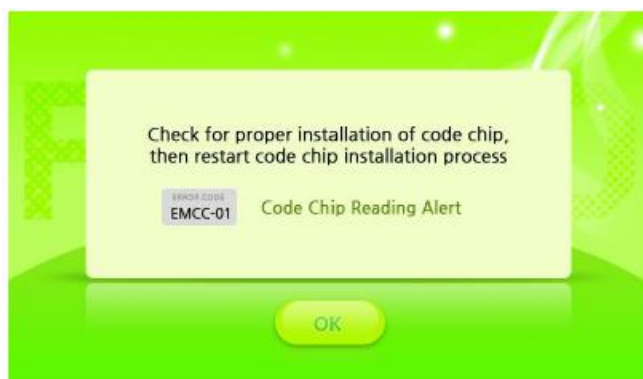 Check for proper installation of code chip,
then restart code chip installation process
ERROR CODE
EMCC-01
Code Chip Reading Alert
OK